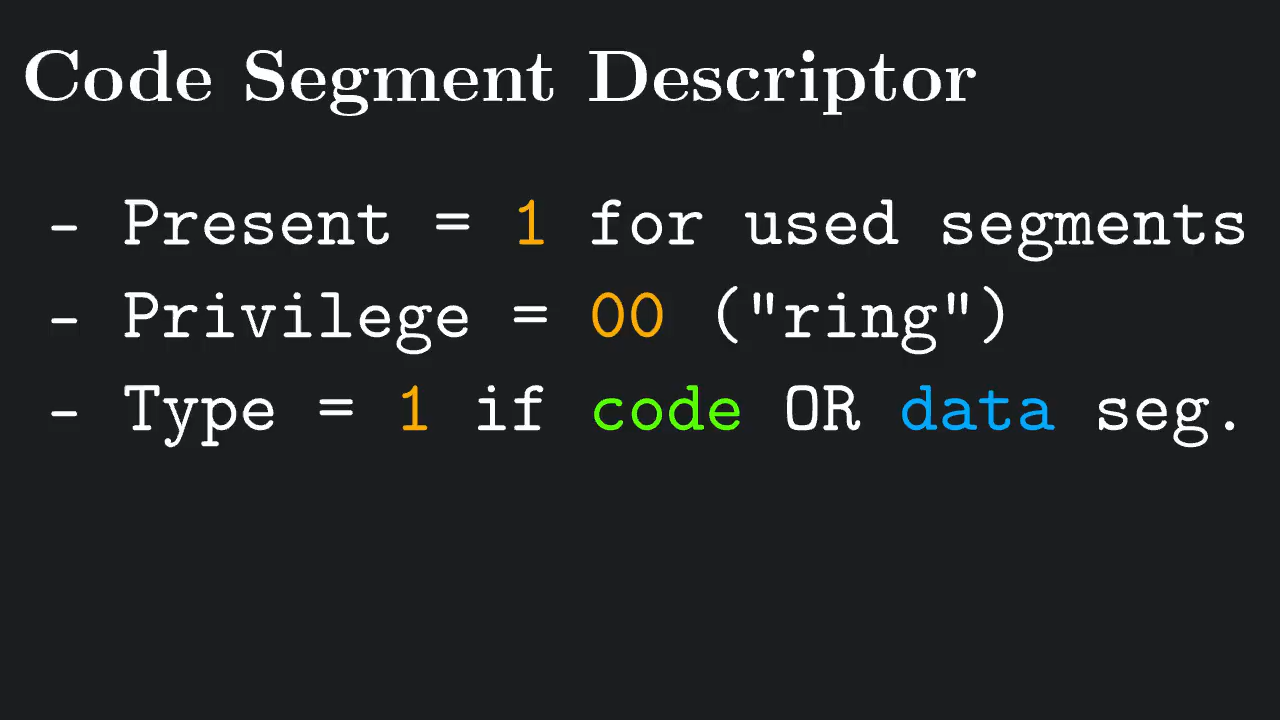 Code Segment Descriptor
- Present = 1 for used segments
- Privilege = 00 ("ring")
- Type = 1 if code OR data seg.